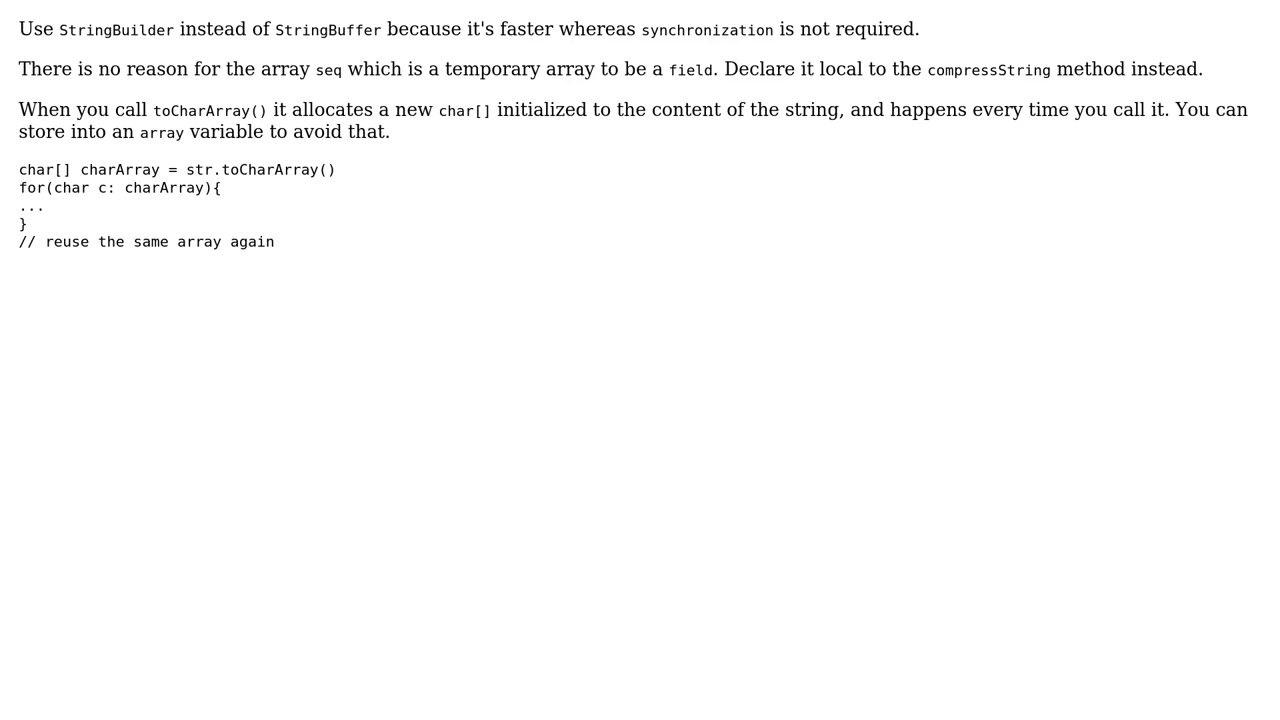 Use StringBuilder instead of StringBuffer because it's faster whereas synchronization is not required.
There is no reason for the array seq which is a temporary array to be a field. Declare it local to the compressString method instead.
When you call toCharArray() it allocates a new char[] initialized to the content of the string, and happens every time you call it. You can
store into an array variable to avoid that.
char[] charArray = str.toCharArray()
for(char c: charArray){
...
}
// reuse the same array again